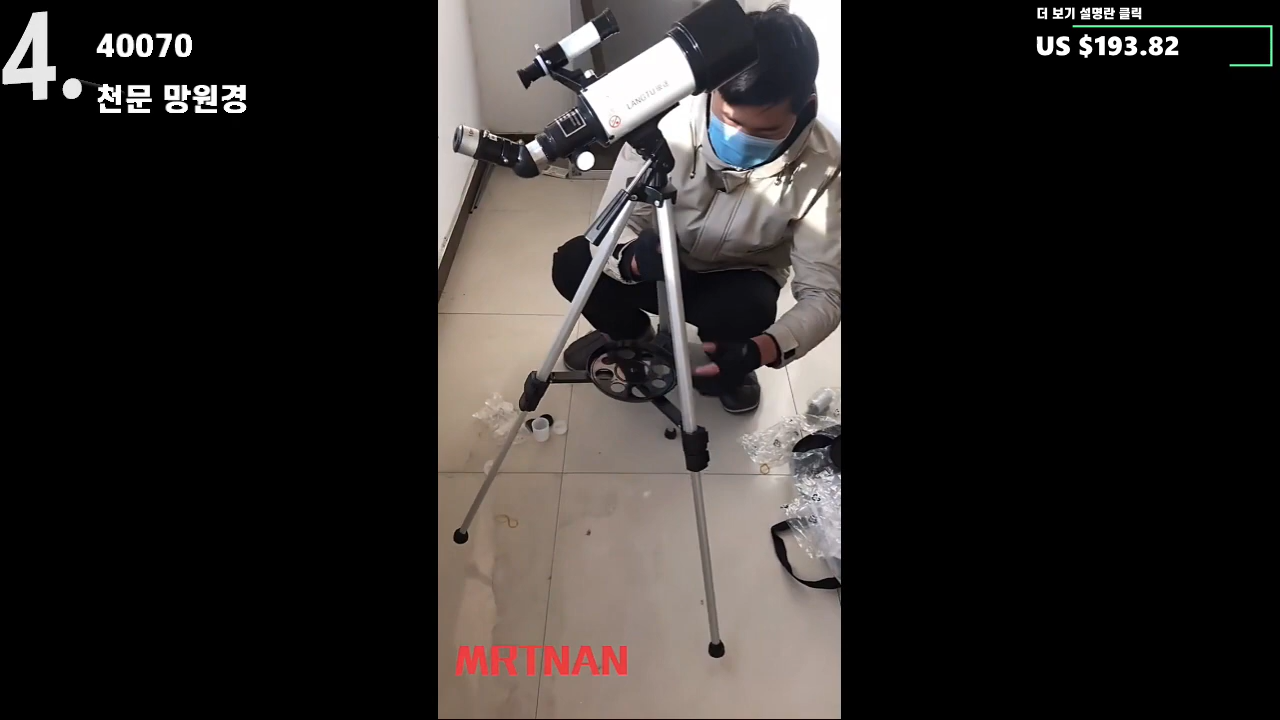 4.
40070
천문 망원경
더 보기 설명란 클릭
US $193.82
LANGTU
MRTNAN